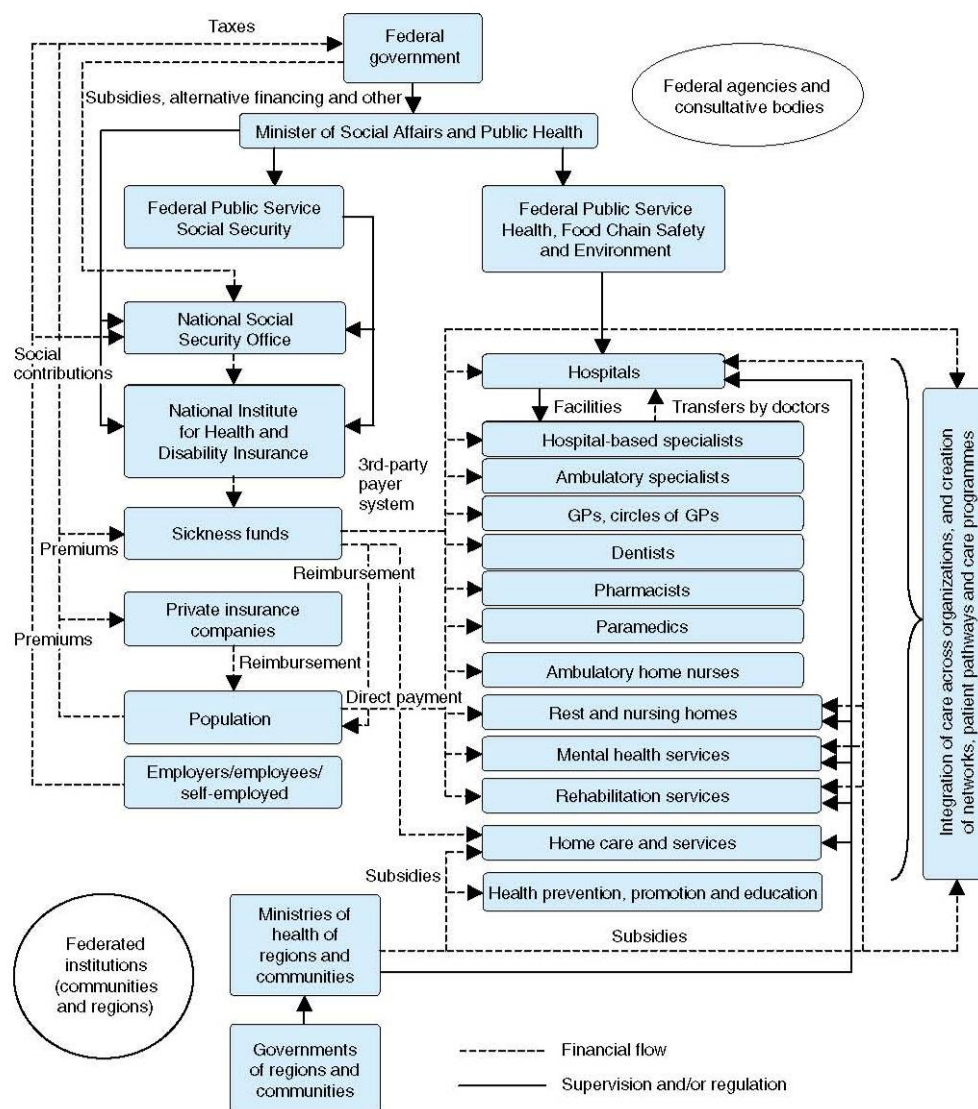 Taxes
Federal
government
Federal agencies and
consultative bodies
Subsidies, alternative financing and other
Minister of Social Affairs and Public Health
Federal Public Service
Social Security
Federal Public Service
Health, Food Chain Safety
and Environment
National Social
Security Office
Social
contributions
Hospitals
Facilities
Transfers by doctors
National Institute
for Health and
Disability Insurance
Hospital-based specialists
3rd-party
payer
system
Ambulatory specialists
GPs, circles of GPs
Sickness funds
Premiums
Dentists
Reimbursement
Pharmacists
Private insurance
companies
Paramedics
Premiums
Reimbursement
Ambulatory home nurses
Direct payment
Population
Rest and nursing homes
Mental health services
Employers/employees/
self-employed
Rehabilitation services
Home care and services
Subsidies
Health prevention, promotion and education
Integration of care across organizations, and creation
of networks, patient pathways and care programmes
Ministries of
health of
regions and
communities
Subsidies
Federated
institutions
(communities
and regions)
Governments
of regions and
communities
Financial flow
Supervision and/or regulation